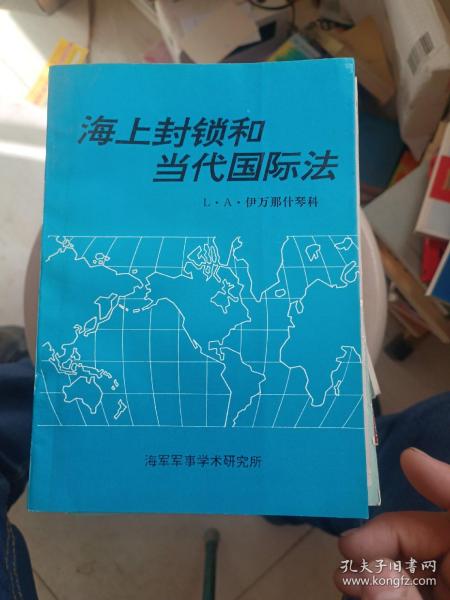 海上封锁和
当代国际法
L·A·伊万那什琴科
海军军事学术研究所
孔夫子旧书网
www.kongfz.com